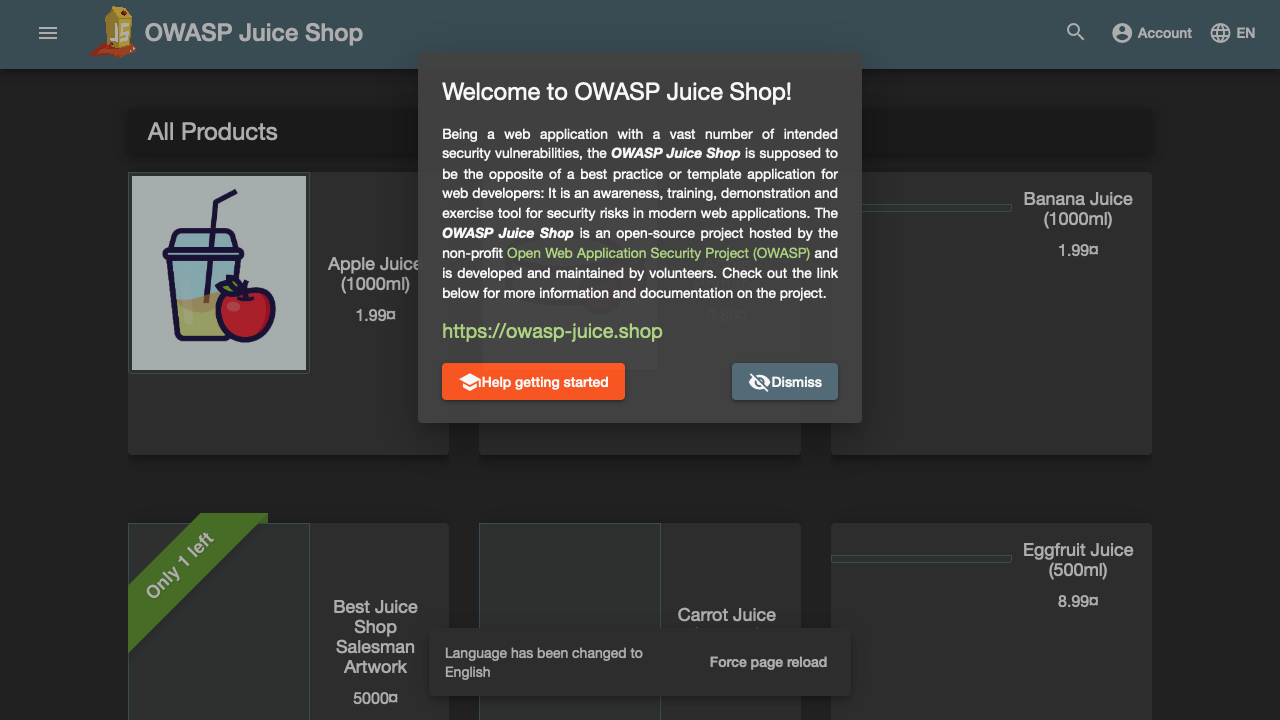 OWASP Juice Shop
Account
EN
All Products
Welcome to OWASP Juice Shop!
Being a web application with a vast number of intended
security vulnerabilities, the OWASP Juice Shop is supposed to
be the opposite of a best practice or template application for
web developers: It is an awareness, training, demonstration and
exercise tool for security risks in modern web applications. The
OWASP Juice Shop is an open-source project hosted by the
non-profit Open Web Application Security Project (OWASP) and
is developed and maintained by volunteers. Check out the link
below for more information and documentation on the project.
https://owasp-juice.shop
Help getting started
Dismiss
Apple Juice
(1000ml)
1.99¤
0.89¤
Banana Juice
(1000ml)
1.99¤
Only 1 left
Best Juice
Shop
Salesman
Artwork
5000¤
Carrot Juice
Eggfruit Juice
(500ml)
8.99¤
Language has been changed to
English
Force page reload